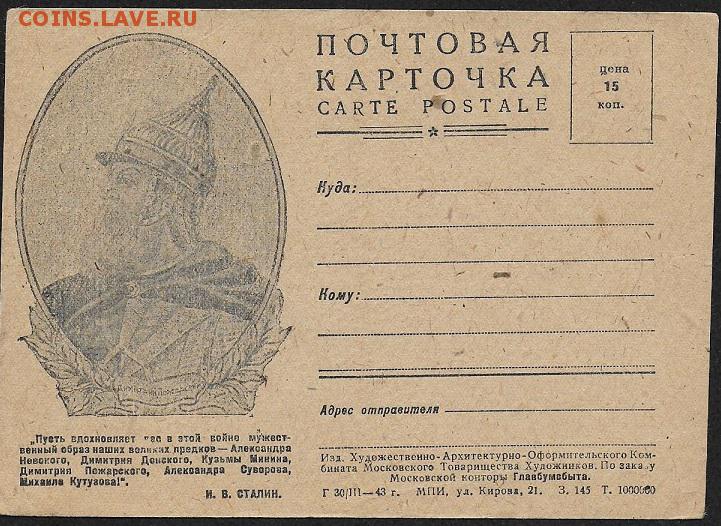 COINS.LAVE.RU
ПОЧТОВАЯ
КАРТОЧКА
CARTE POSTALE
цена
15
коп.
Куда:
Кому:
Адрес отправителя
„Пусть вдохновляет вас в этой войне мужест-
венный образ наших великих предков — Александра
Невского, Димитрия Донского, Кузьмы Минина,
Димитрия Пожарского, Александра Суворова,
Михаила Кутузова!".
И. В. СТАЛИН.
Изд. Художественно-Архитектурно-Оформительского Ком-
бината Московского Товарищества Художников. По заказу
Московской конторы Главбумсбыта.
Г 30/III—43 г. МПИ, ул. Кирова, 21. З. 145 Т. 1000000